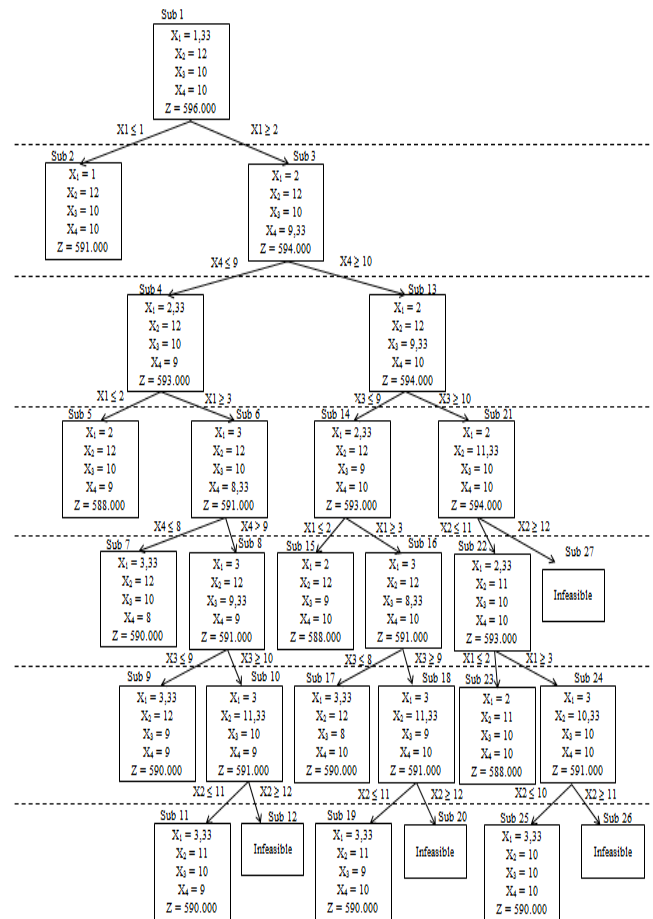 Sub 1
X₁ = 1,33
X₂ = 12
X₃ = 10
X₄ = 10
Z = 596.000
X1 ≤ 1
X1 ≥ 2
Sub 2
X₁ = 1
X₂ = 12
X₃ = 10
X₄ = 10
Z = 591.000
Sub 3
X₁ = 2
X₂ = 12
X₃ = 10
X₄ = 9,33
Z = 594.000
X4 ≤ 9
X4 ≥ 10
Sub 4
X₁ = 2,33
X₂ = 12
X₃ = 10
X₄ = 9
Z = 593.000
Sub 13
X₁ = 2
X₂ = 12
X₃ = 9,33
X₄ = 10
Z = 594.000
X1 ≤ 2
X1 ≥ 3
X3 ≤ 9
X3 ≥ 10
Sub 5
X₁ = 2
X₂ = 12
X₃ = 10
X₄ = 9
Z = 588.000
Sub 6
X₁ = 3
X₂ = 12
X₃ = 10
X₄ = 8,33
Z = 591.000
Sub 14
X₁ = 2,33
X₂ = 12
X₃ = 9
X₄ = 10
Z = 593.000
Sub 21
X₁ = 2
X₂ = 11,33
X₃ = 10
X₄ = 10
Z = 594.000
X4 ≤ 8
X4 > 9
X1 ≤ 2
X1 ≥ 3
X2 ≤ 11
X2 ≥ 12
Sub 7
X₁ = 3,33
X₂ = 12
X₃ = 10
X₄ = 8
Z = 590.000
Sub 8
X₁ = 3
X₂ = 12
X₃ = 9,33
X₄ = 9
Z = 591.000
Sub 15
X₁ = 2
X₂ = 12
X₃ = 9
X₄ = 10
Z = 588.000
Sub 16
X₁ = 3
X₂ = 12
X₃ = 8,33
X₄ = 10
Z = 591.000
Sub 22
X₁ = 2,33
X₂ = 11
X₃ = 10
X₄ = 10
Z = 593.000
Sub 27
Infeasible
X3 ≤ 9
X3 ≥ 10
X3 ≤ 8
X3 ≥ 9
X1 ≤ 2
X1 ≥ 3
Sub 9
X₁ = 3,33
X₂ = 12
X₃ = 9
X₄ = 9
Z = 590.000
Sub 10
X₁ = 3
X₂ = 11,33
X₃ = 10
X₄ = 9
Z = 591.000
Sub 17
X₁ = 3,33
X₂ = 12
X₃ = 8
X₄ = 10
Z = 590.000
Sub 18
X₁ = 3
X₂ = 11,33
X₃ = 9
X₄ = 10
Z = 591.000
Sub 23
X₁ = 2
X₂ = 11
X₃ = 10
X₄ = 10
Z = 588.000
Sub 24
X₁ = 3
X₂ = 10,33
X₃ = 10
X₄ = 10
Z = 591.000
X2 ≤ 11
X2 ≥ 12
X2 ≤ 11
X2 ≥ 12
X2 ≤ 10
X2 ≥ 11
Sub 11
X₁ = 3,33
X₂ = 11
X₃ = 10
X₄ = 9
Z = 590.000
Sub 12
Infeasible
Sub 19
X₁ = 3,33
X₂ = 11
X₃ = 9
X₄ = 10
Z = 590.000
Sub 20
Infeasible
Sub 25
X₁ = 3,33
X₂ = 10
X₃ = 10
X₄ = 10
Z = 590.000
Sub 26
Infeasible